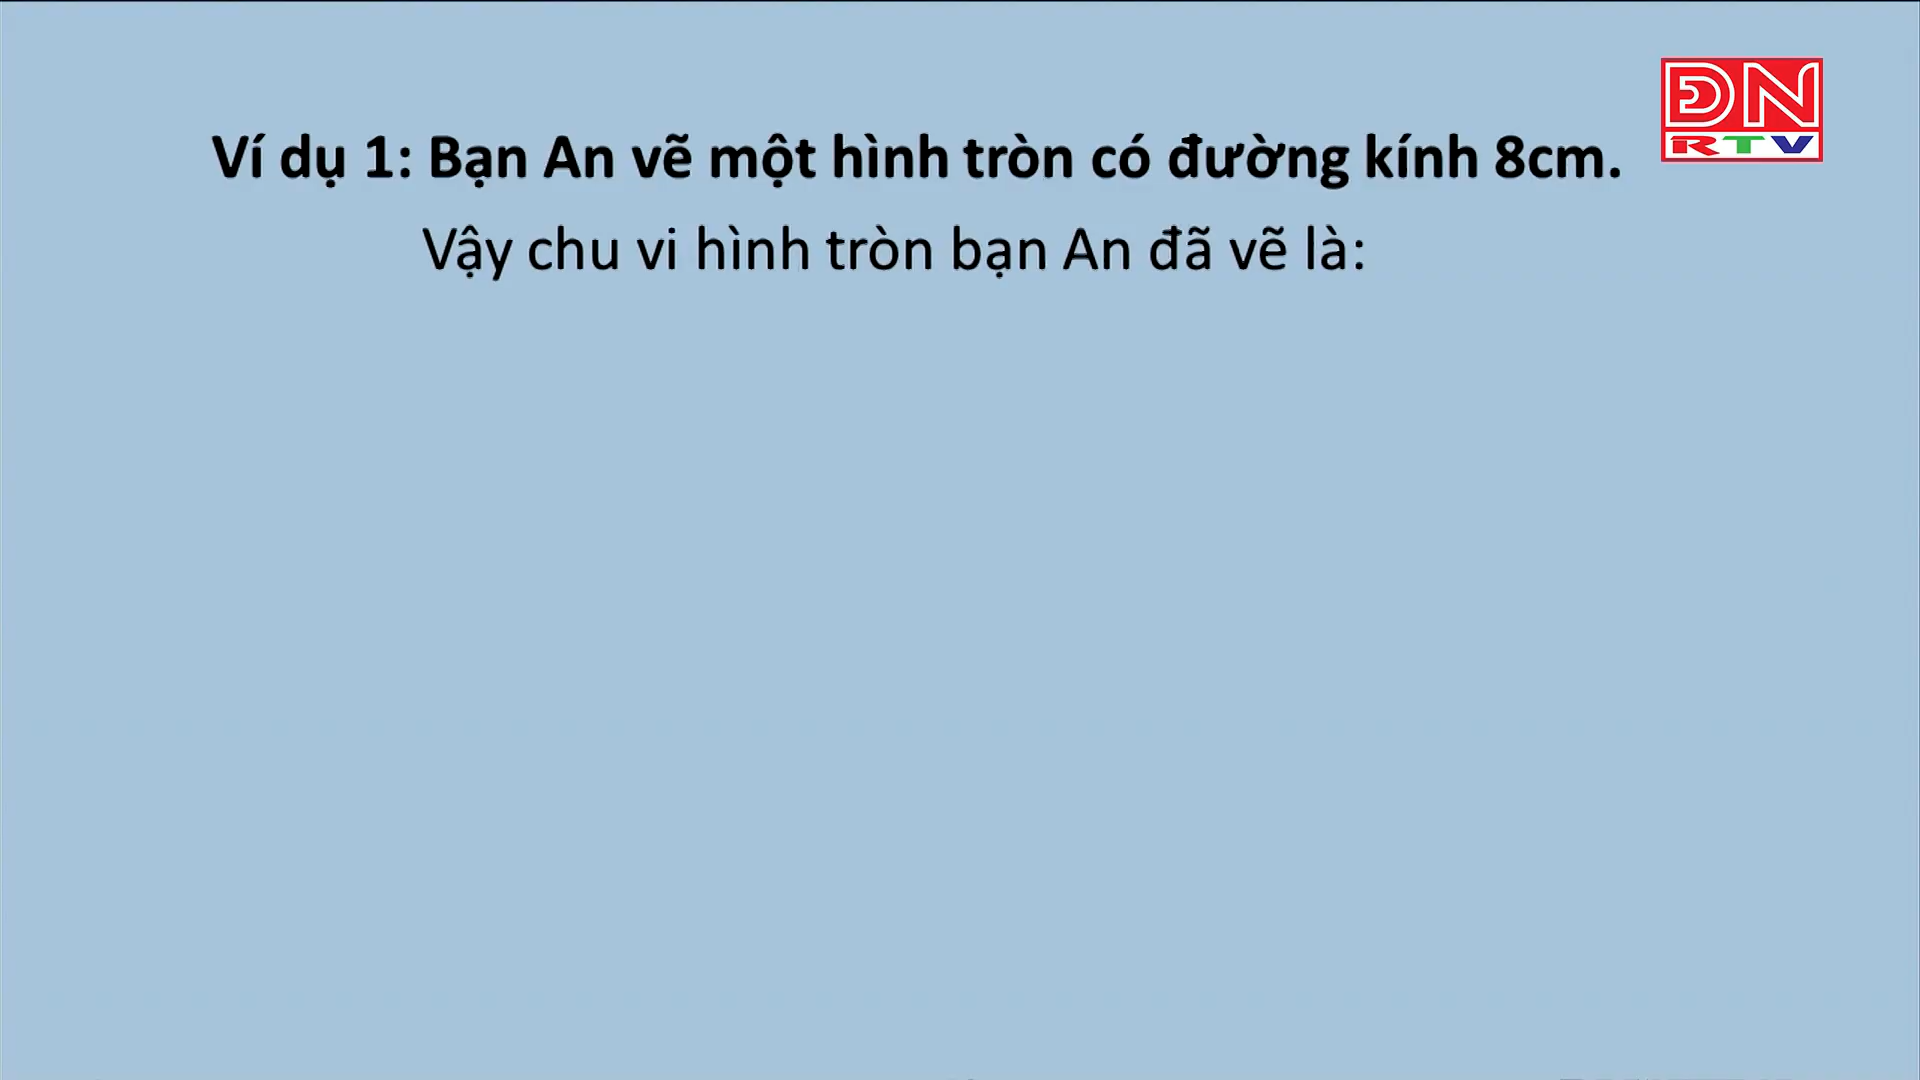 ĐN
RTV
Ví dụ 1: Bạn An vẽ một hình tròn có đường kính 8cm.
Vậy chu vi hình tròn bạn An đã vẽ là: